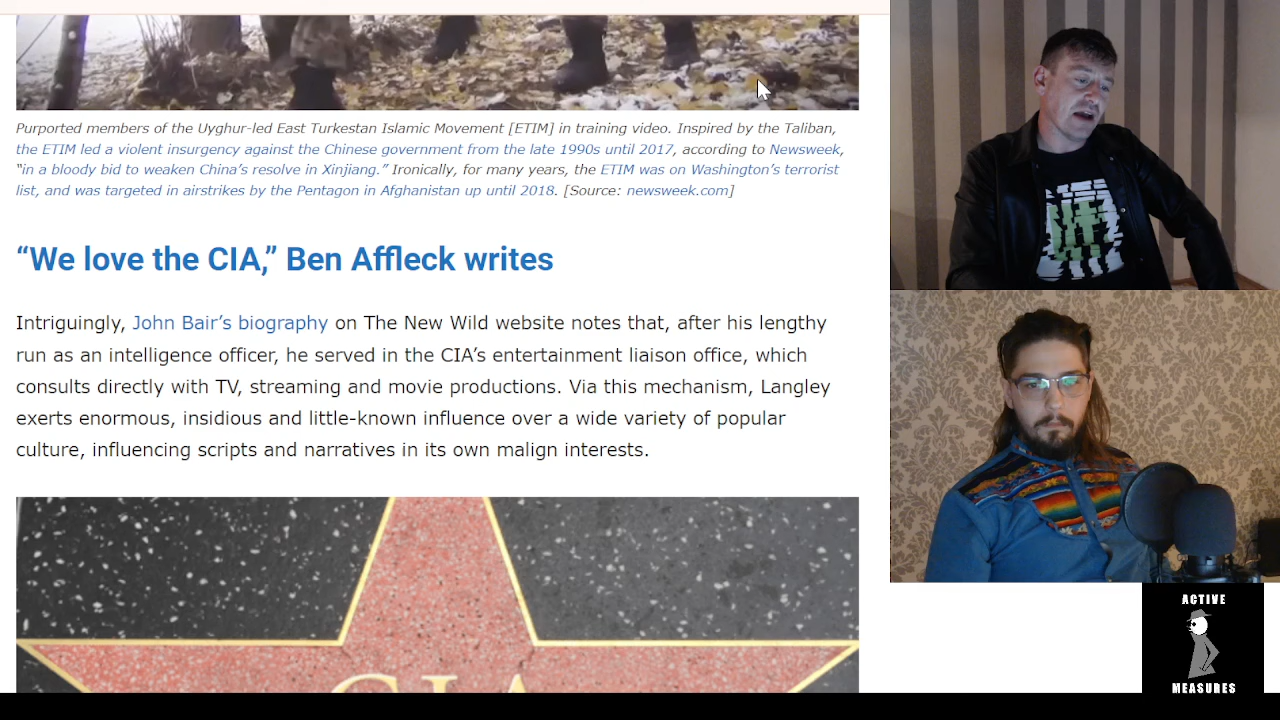 Purported members of the Uyghur-led East Turkestan Islamic Movement [ETIM] in training video. Inspired by the Taliban,
the ETIM led a violent insurgency against the Chinese government from the late 1990s until 2017, according to Newsweek,
“in a bloody bid to weaken China’s resolve in Xinjiang.” Ironically, for many years, the ETIM was on Washington’s terrorist
list, and was targeted in airstrikes by the Pentagon in Afghanistan up until 2018. [Source: newsweek.com]
“We love the CIA,” Ben Affleck writes
Intriguingly, John Bair’s biography on The New Wild website notes that, after his lengthy
run as an intelligence officer, he served in the CIA’s entertainment liaison office, which
consults directly with TV, streaming and movie productions. Via this mechanism, Langley
exerts enormous, insidious and little-known influence over a wide variety of popular
culture, influencing scripts and narratives in its own malign interests.
CIA
ACTIVE
MEASURES